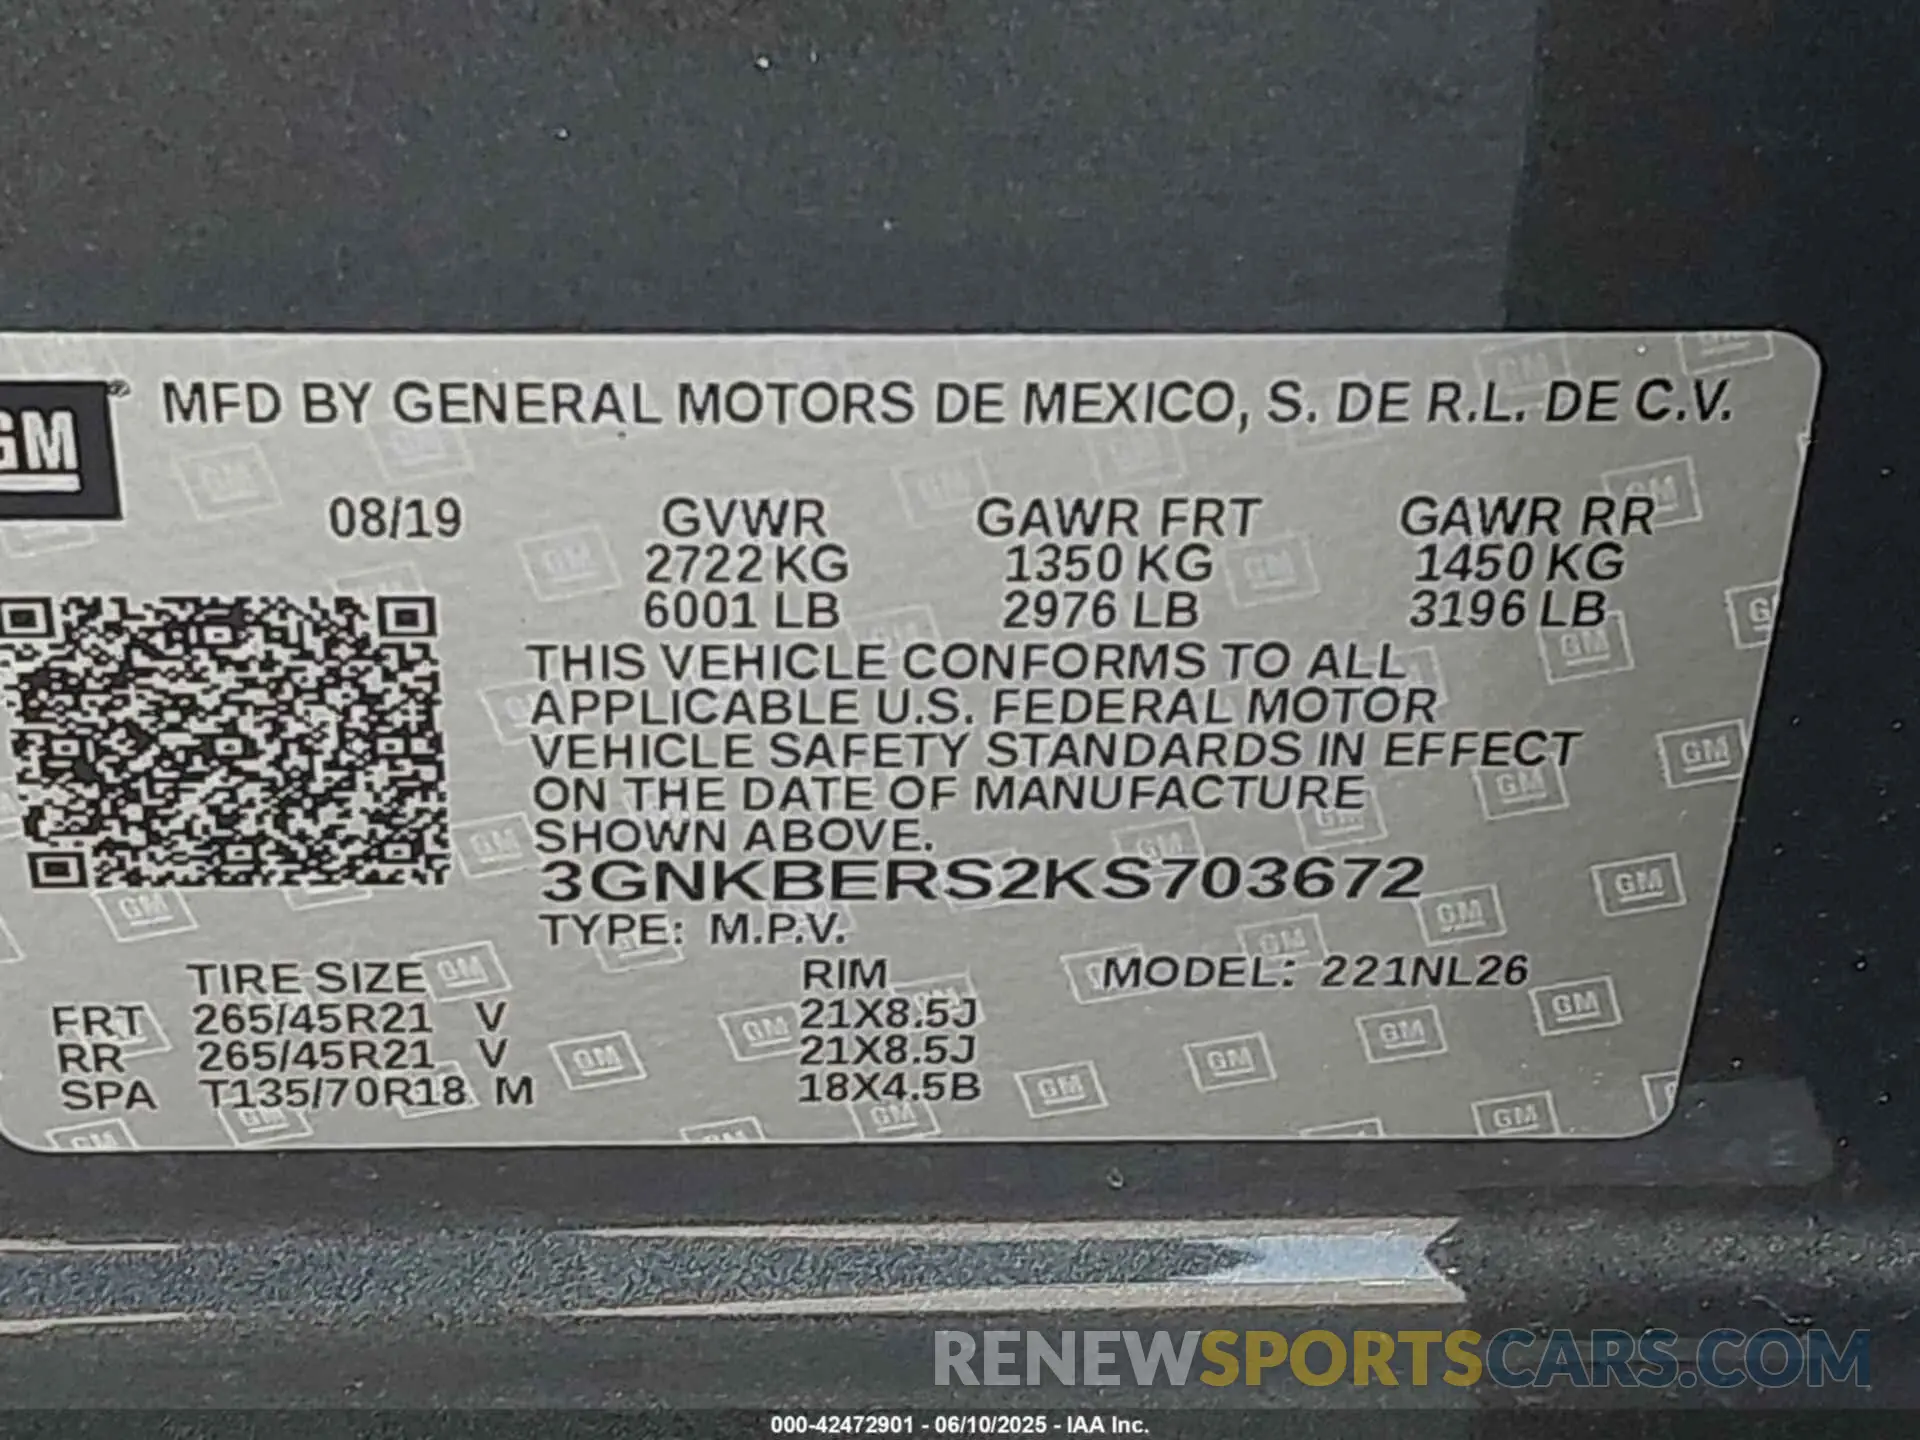 GM
MFD BY GENERAL MOTORS DE MEXICO, S. DE R.L. DE C.V.
08/19 GVWR GAWR FRT GAWR RR
2722 KG 1350 KG 1450 KG
6001 LB 2976 LB 3196 LB
THIS VEHICLE CONFORMS TO ALL
APPLICABLE U.S. FEDERAL MOTOR
VEHICLE SAFETY STANDARDS IN EFFECT
ON THE DATE OF MANUFACTURE
SHOWN ABOVE.
3GNKBERS2KS703672
TYPE: M.P.V.
TIRE SIZE RIM MODEL: 221NL26
FRT 265/45R21 V 21X8.5J
RR 265/45R21 V 21X8.5J
SPA T135/70R18 M 18X4.5B
RENEWSPORTSCARS.COM
000-42472901 - 06/10/2025 - IAA Inc.